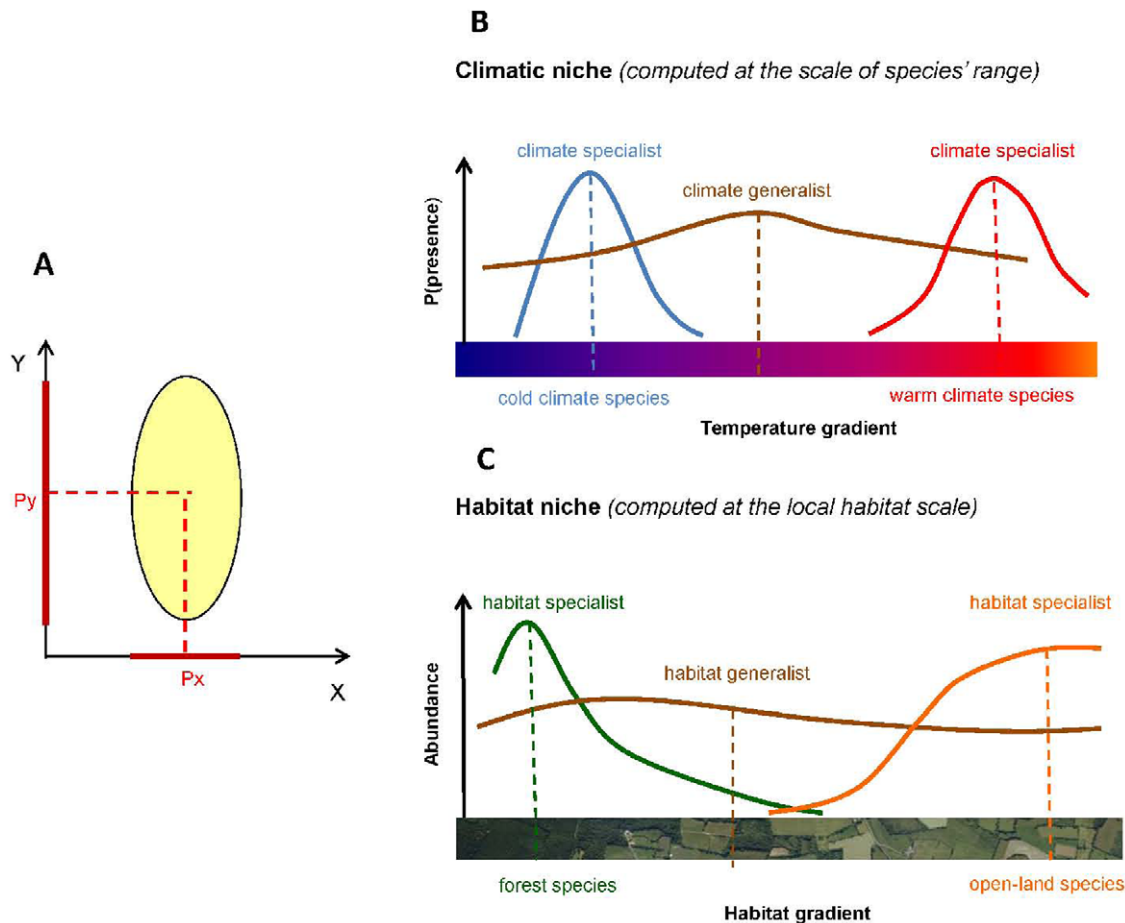 A
Y
Py
Px
X
B
Climatic niche (computed at the scale of species' range)
climate specialist
climate specialist
climate generalist
P(presence)
cold climate species
warm climate species
Temperature gradient
C
Habitat niche (computed at the local habitat scale)
habitat specialist
habitat specialist
habitat generalist
Abundance
forest species
open-land species
Habitat gradient